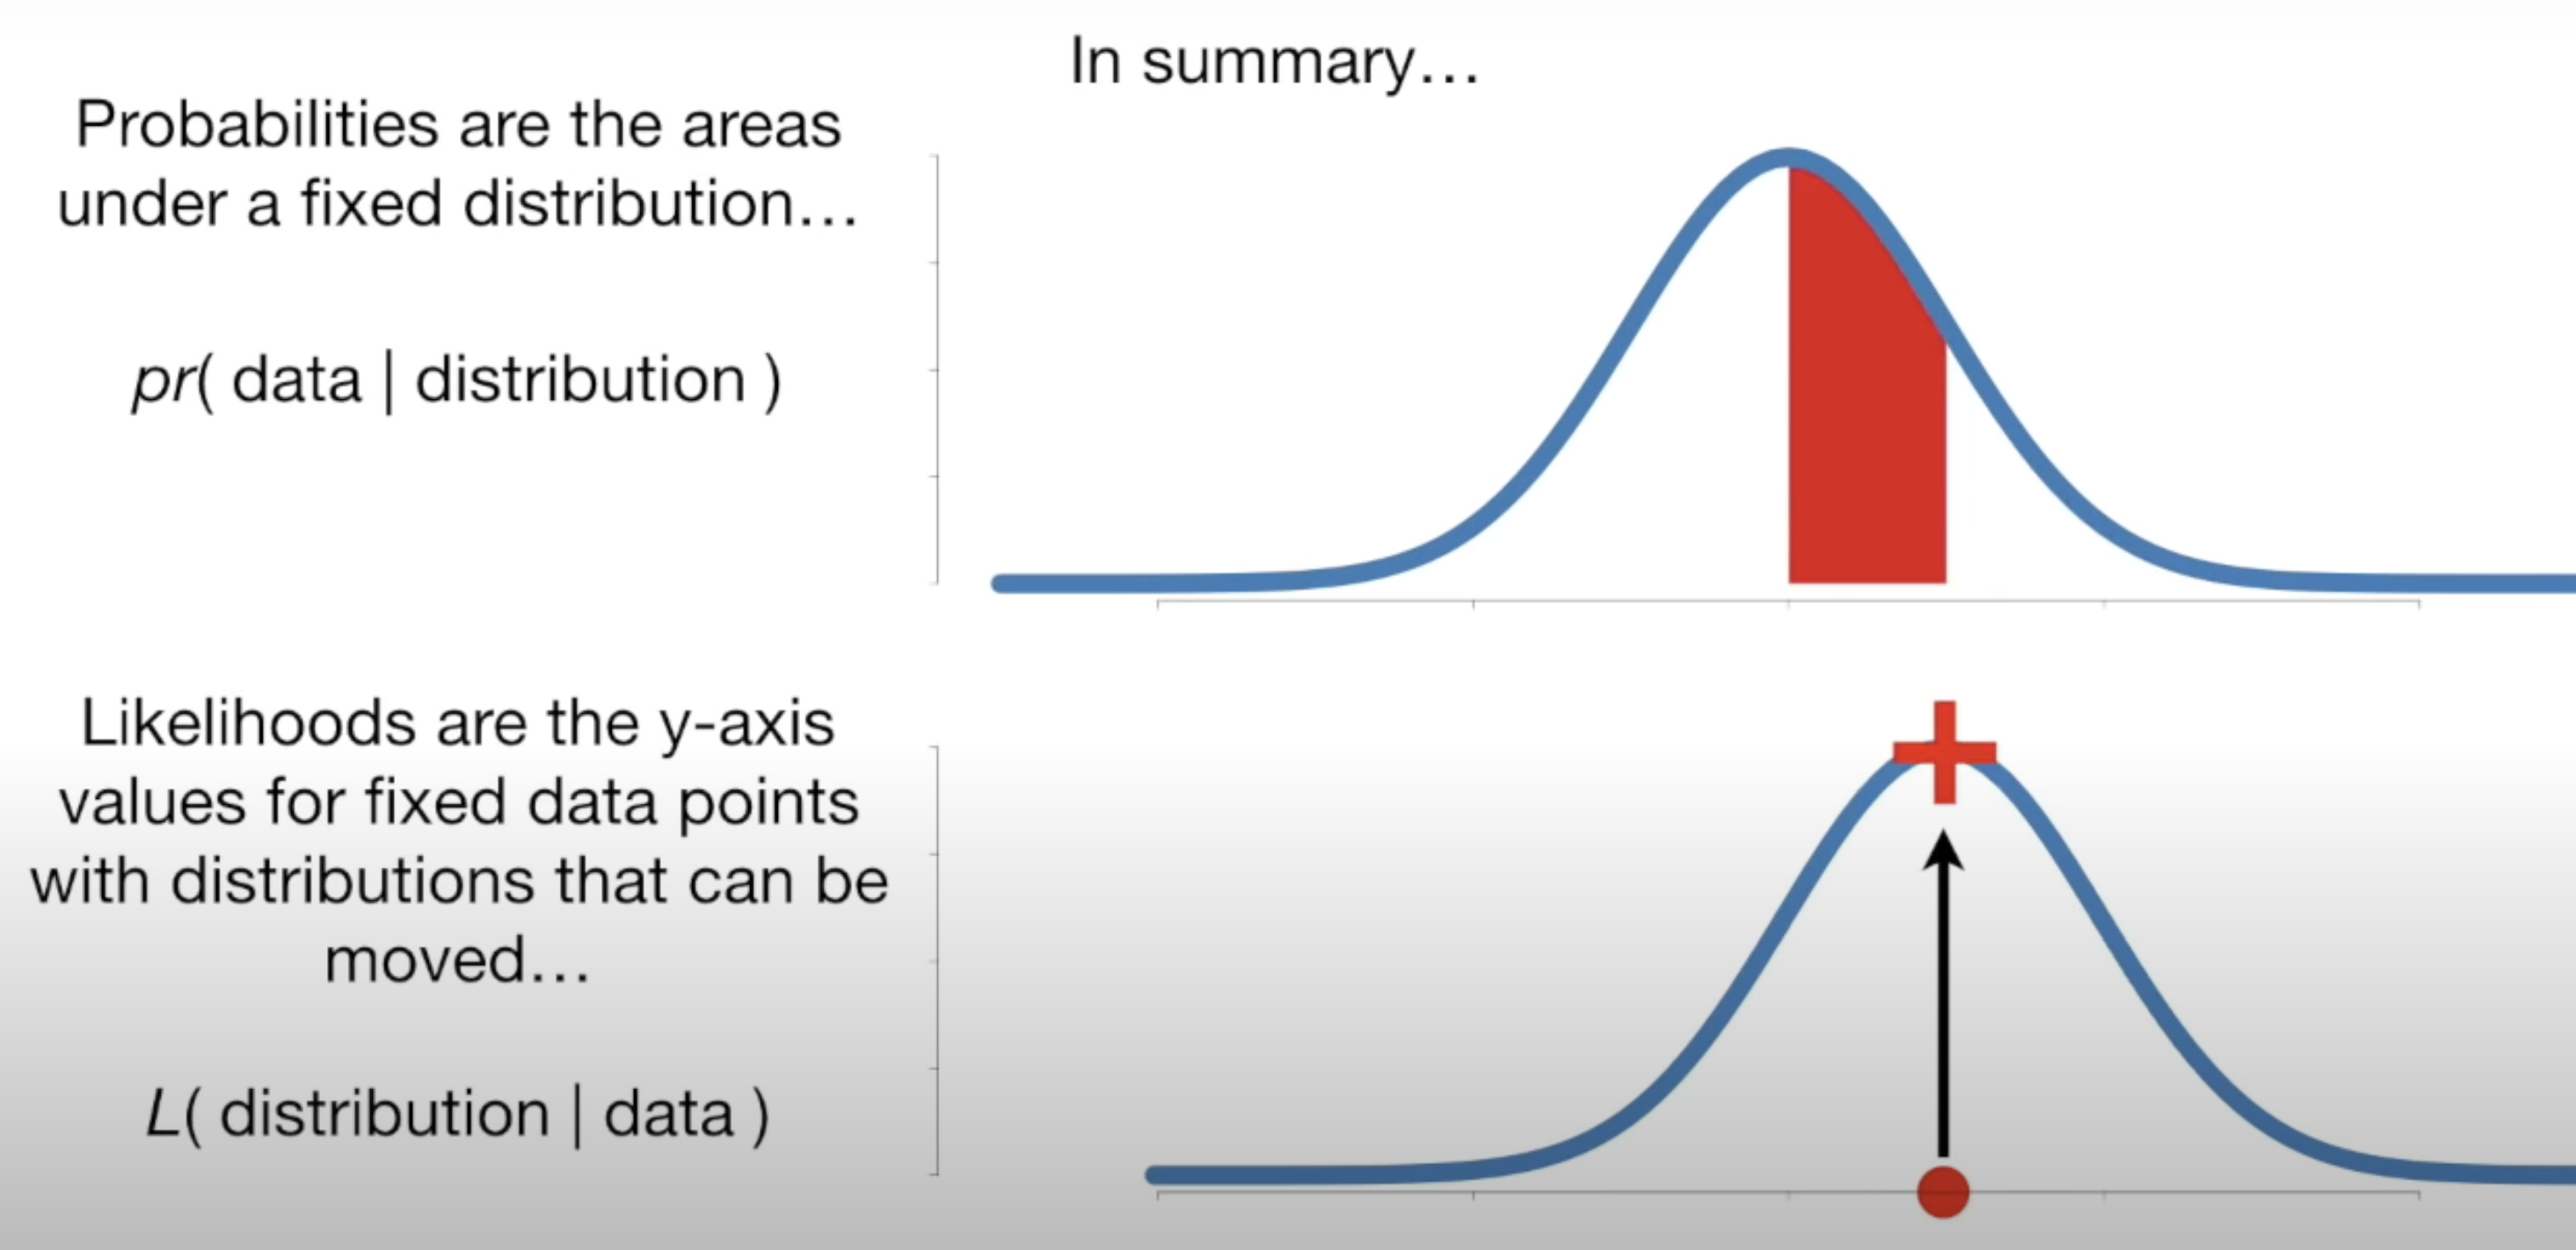 In summary…
Probabilities are the areas
under a fixed distribution…
pr( data | distribution )
Likelihoods are the y-axis
values for fixed data points
with distributions that can be
moved…
L( distribution | data )